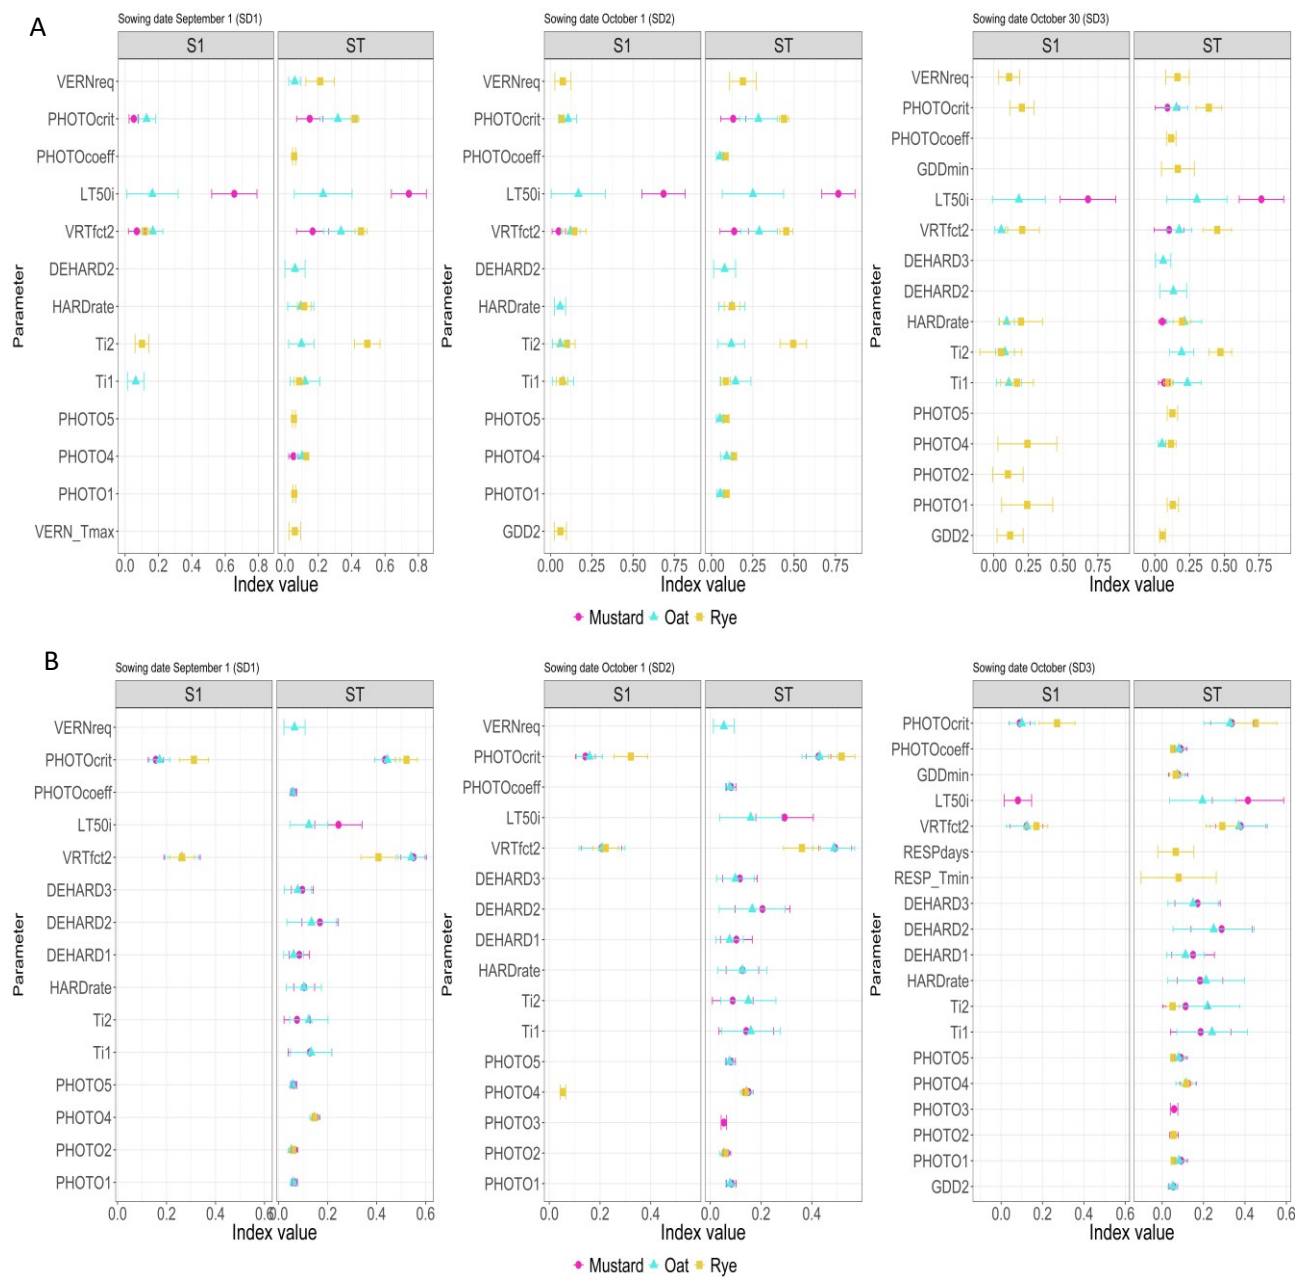 A
Sowing date September 1 (SD1)
S1 ST
VERNreq
PHOTOcrit
PHOTOcoeff
LT50i
VRTfct2
DEHARD2
HARDrate
Ti2
Ti1
PHOTO5
PHOTO4
PHOTO1
VERN_Tmax
Parameter
0.0 0.2 0.4 0.6 0.8 0.0 0.2 0.4 0.6 0.8
Index value
Sowing date October 1 (SD2)
S1 ST
VERNreq
PHOTOcrit
PHOTOcoeff
LT50i
VRTfct2
DEHARD2
HARDrate
Ti2
Ti1
PHOTO5
PHOTO4
PHOTO1
GDD2
Parameter
0.00 0.25 0.50 0.75 0.00 0.25 0.50 0.75
Index value
Sowing date October 30 (SD3)
S1 ST
VERNreq
PHOTOcrit
PHOTOcoeff
GDDmin
LT50i
VRTfct2
DEHARD3
DEHARD2
HARDrate
Ti2
Ti1
PHOTO5
PHOTO4
PHOTO2
PHOTO1
GDD2
Parameter
0.00 0.25 0.50 0.75 0.00 0.25 0.50 0.75
Index value
Mustard Oat Rye
B
Sowing date September 1 (SD1)
S1 ST
VERNreq
PHOTOcrit
PHOTOcoeff
LT50i
VRTfct2
DEHARD3
DEHARD2
DEHARD1
HARDrate
Ti2
Ti1
PHOTO5
PHOTO4
PHOTO2
PHOTO1
Parameter
0.0 0.2 0.4 0.6 0.0 0.2 0.4 0.6
Index value
Sowing date October 1 (SD2)
S1 ST
VERNreq
PHOTOcrit
PHOTOcoeff
LT50i
VRTfct2
DEHARD3
DEHARD2
DEHARD1
HARDrate
Ti2
Ti1
PHOTO5
PHOTO4
PHOTO3
PHOTO2
PHOTO1
Parameter
0.0 0.2 0.4 0.0 0.2 0.4
Index value
Sowing date October (SD3)
S1 ST
PHOTOcrit
PHOTOcoeff
GDDmin
LT50i
VRTfct2
RESPdays
RESP_Tmin
DEHARD3
DEHARD2
DEHARD1
HARDrate
Ti2
Ti1
PHOTO5
PHOTO4
PHOTO3
PHOTO2
PHOTO1
GDD2
Parameter
0.0 0.2 0.4 0.6 0.0 0.2 0.4 0.6
Index value
Mustard Oat Rye